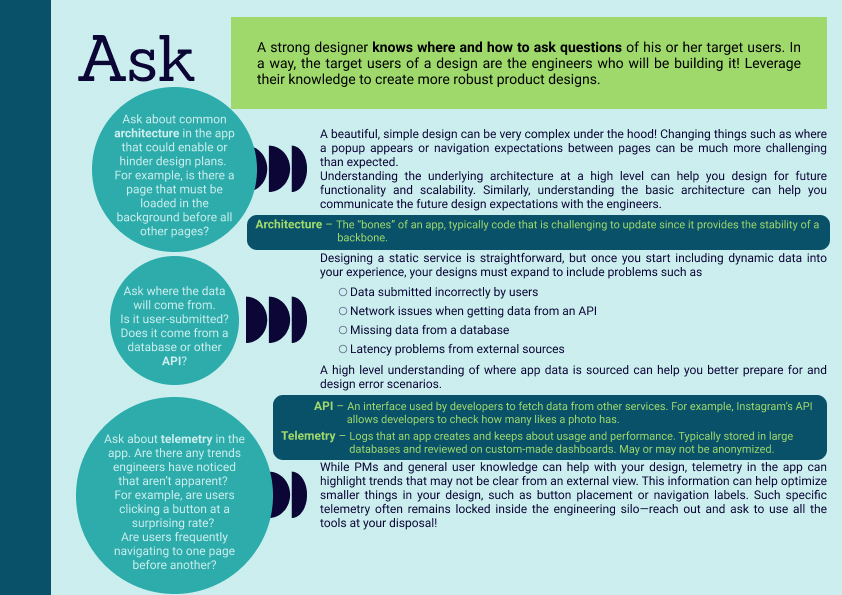 Ask
A strong designer knows where and how to ask questions of his or her target users. In
a way, the target users of a design are the engineers who will be building it! Leverage
their knowledge to create more robust product designs.
Ask about common
architecture in the app
that could enable or
hinder design plans.
For example, is there a
page that must be
loaded in the
background before all
other pages?
A beautiful, simple design can be very complex under the hood! Changing things such as where
a popup appears or navigation expectations between pages can be much more challenging
than expected.
Understanding the underlying architecture at a high level can help you design for future
functionality and scalability. Similarly, understanding the basic architecture can help you
communicate the future design expectations with the engineers.
Architecture – The “bones” of an app, typically code that is challenging to update since it provides the stability of a
backbone.
Ask where the data
will come from.
Is it user-submitted?
Does it come from a
database or other
API?
Designing a static service is straightforward, but once you start including dynamic data into
your experience, your designs must expand to include problems such as
○ Data submitted incorrectly by users
○ Network issues when getting data from an API
○ Missing data from a database
○ Latency problems from external sources
A high level understanding of where app data is sourced can help you better prepare for and
design error scenarios.
API – An interface used by developers to fetch data from other services. For example, Instagram's API
allows developers to check how many likes a photo has.
Telemetry – Logs that an app creates and keeps about usage and performance. Typically stored in large
databases and reviewed on custom-made dashboards. May or may not be anonymized.
Ask about telemetry in the
app. Are there any trends
engineers have noticed
that aren't apparent?
For example, are users
clicking a button at a
surprising rate?
Are users frequently
navigating to one page
before another?
While PMs and general user knowledge can help with your design, telemetry in the app can
highlight trends that may not be clear from an external view. This information can help optimize
smaller things in your design, such as button placement or navigation labels. Such specific
telemetry often remains locked inside the engineering silo—reach out and ask to use all the
tools at your disposal!